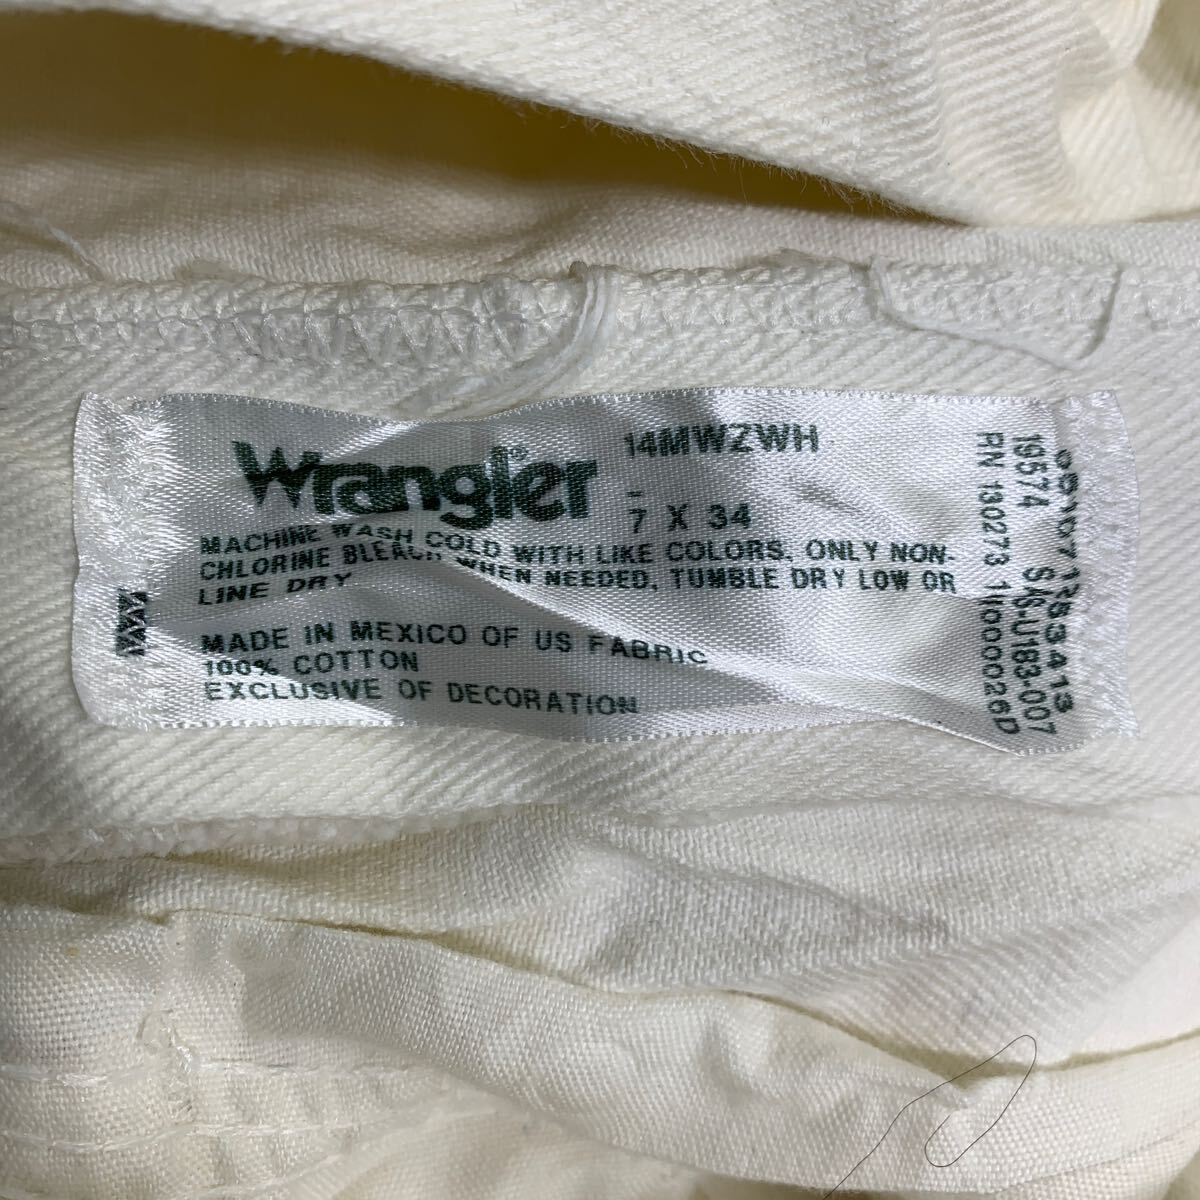 Wrangler®
14MWZWH
7 X 34
MACHINE WASH COLD WITH LIKE COLORS. ONLY NON-
CHLORINE BLEACH WHEN NEEDED. TUMBLE DRY LOW OR
LINE DRY
MADE IN MEXICO OF US FABRIC
100% COTTON
EXCLUSIVE OF DECORATION
19574
RN 130273